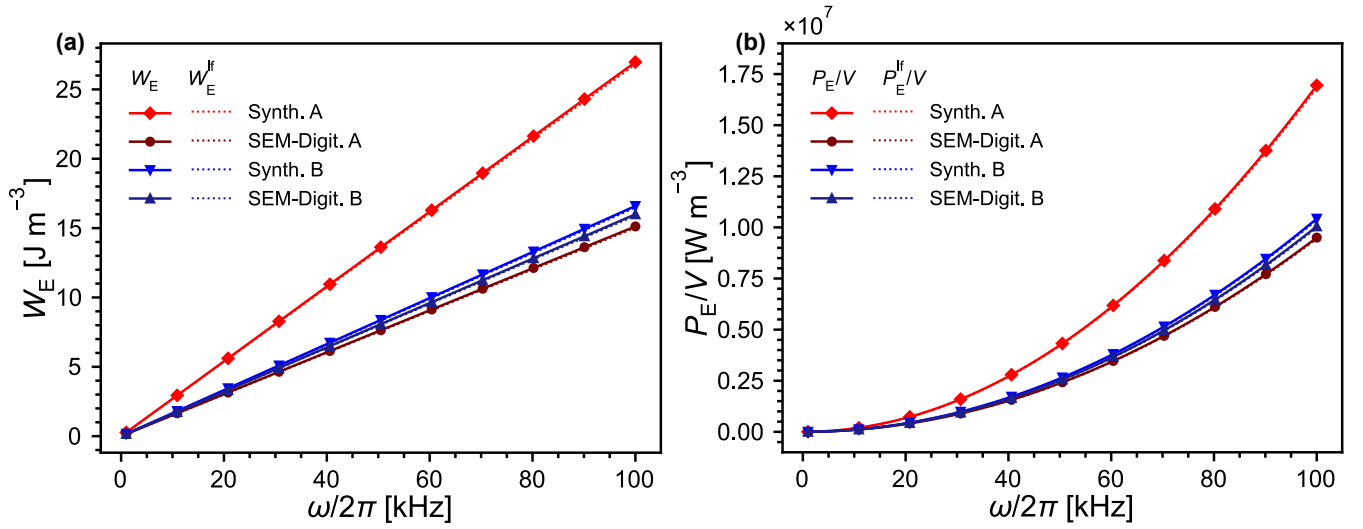 (a)
W_E [J m⁻³]
25
20
15
10
5
0
0 20 40 60 80 100
ω/2π [kHz]
W_E W_E^lf
Synth. A
SEM-Digit. A
Synth. B
SEM-Digit. B
×10⁷
(b)
P_E/V [W m⁻³]
1.75
1.50
1.25
1.00
0.75
0.50
0.25
0.00
0 20 40 60 80 100
ω/2π [kHz]
P_E/V P_E^lf/V
Synth. A
SEM-Digit. A
Synth. B
SEM-Digit. B